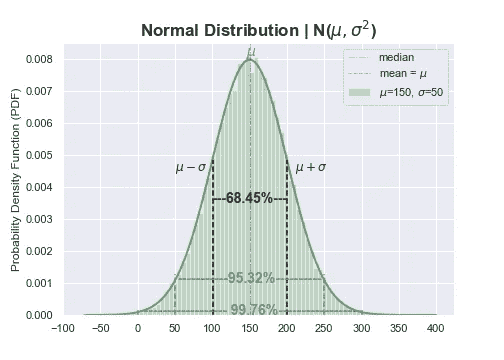 Normal Distribution | N(μ, σ²)
μ
median
mean = μ
μ=150, σ=50
μ − σ
μ + σ
68.45%
95.32%
99.76%
Probability Density Function (PDF)
0.008
0.007
0.006
0.005
0.004
0.003
0.002
0.001
0.000
−100 −50 0 50 100 150 200 250 300 350 400